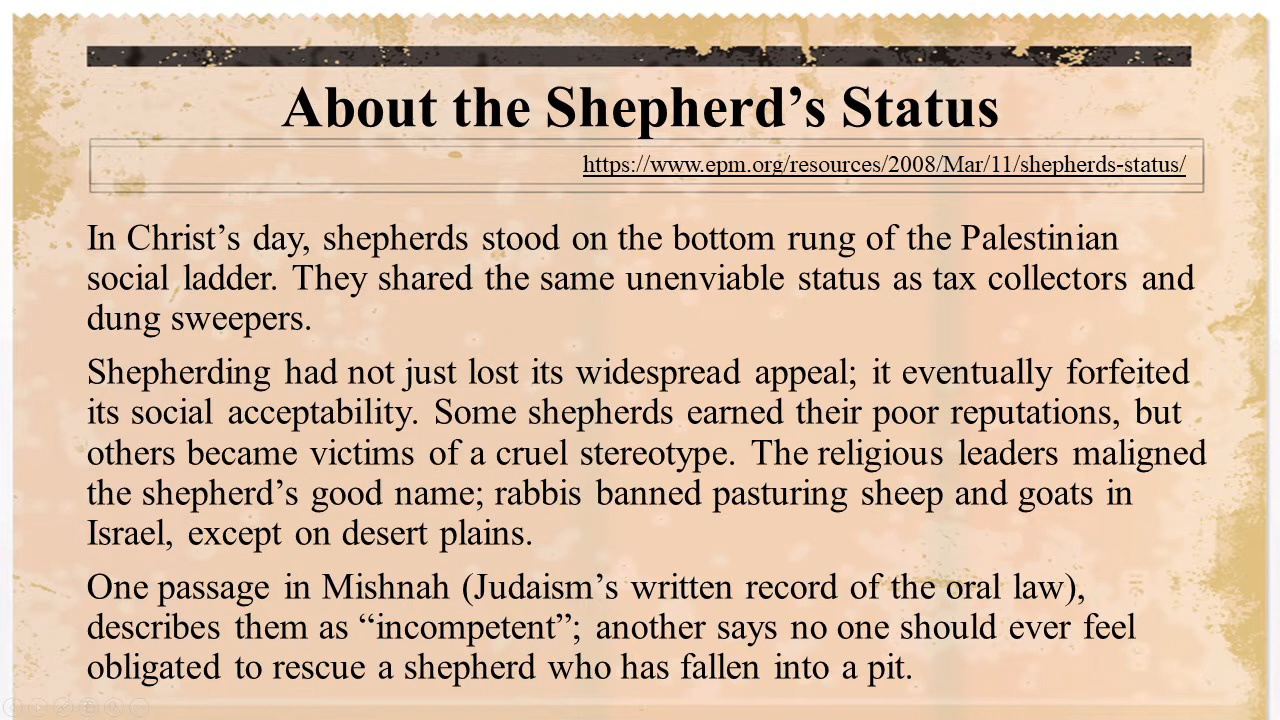 About the Shepherd’s Status
https://www.epm.org/resources/2008/Mar/11/shepherds-status/
In Christ’s day, shepherds stood on the bottom rung of the Palestinian
social ladder. They shared the same unenviable status as tax collectors and
dung sweepers.
Shepherding had not just lost its widespread appeal; it eventually forfeited
its social acceptability. Some shepherds earned their poor reputations, but
others became victims of a cruel stereotype. The religious leaders maligned
the shepherd’s good name; rabbis banned pasturing sheep and goats in
Israel, except on desert plains.
One passage in Mishnah (Judaism’s written record of the oral law),
describes them as “incompetent”; another says no one should ever feel
obligated to rescue a shepherd who has fallen into a pit.